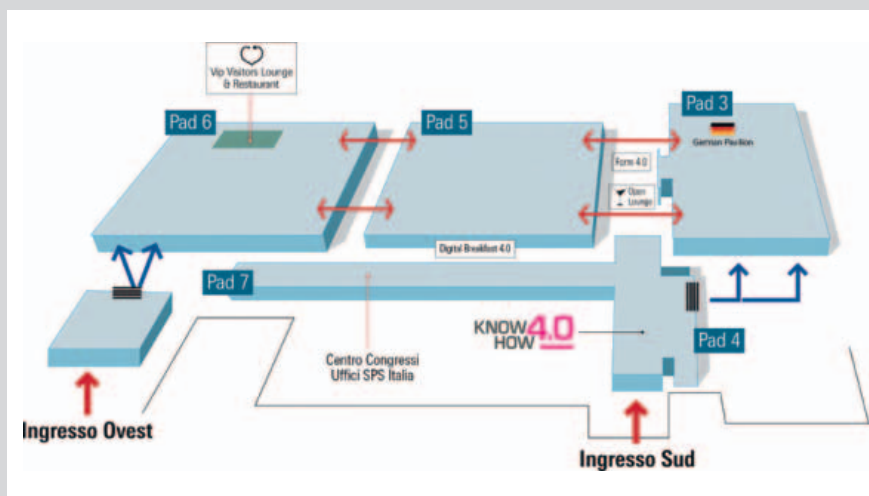 Vip Visitors Lounge
& Restaurant
Pad 6
Pad 5
Pad 3
German Pavilion
Form 4.0
Open
Lounge
Digital Breakfast 4.0
Pad 7
KNOW
HOW 4.0
Pad 4
Centro Congressi
Uffici SPS Italia
Ingresso Ovest
Ingresso Sud